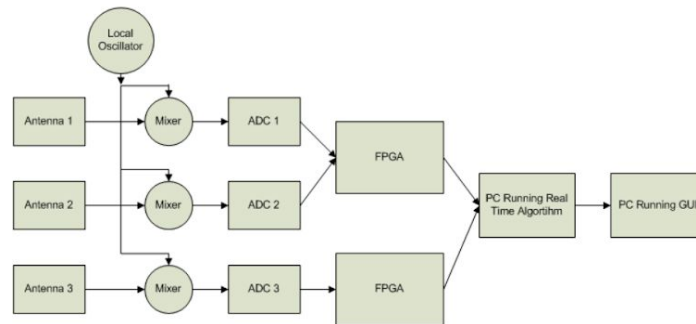 Local
Oscillator
Antenna 1
Mixer
ADC 1
FPGA
Antenna 2
Mixer
ADC 2
PC Running Real
Time Algortihm
PC Running GUI
Antenna 3
Mixer
ADC 3
FPGA